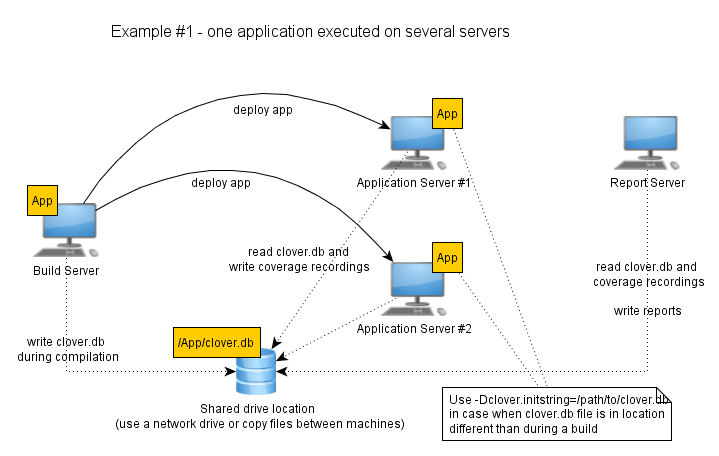 Example #1 - one application executed on several servers
deploy app
App
Application Server #1
Report Server
deploy app
App
Build Server
read clover.db and
write coverage recordings
App
Application Server #2
read clover.db and
coverage recordings
write reports
write clover.db
during compilation
/App/clover.db
Shared drive location
(use a network drive or copy files between machines)
Use -Dclover.initstring=/path/to/clover.db
in case when clover.db file is in location
different than during a build